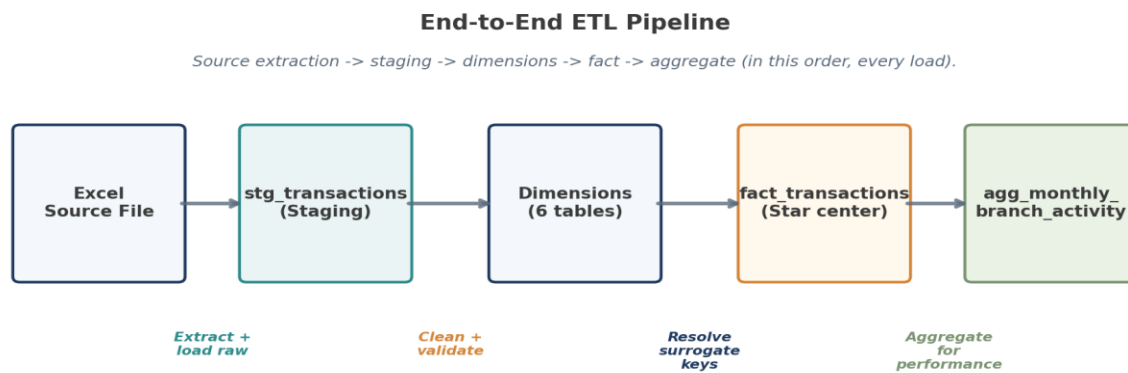 End-to-End ETL Pipeline
Source extraction -> staging -> dimensions -> fact -> aggregate (in this order, every load).
Excel
Source File
stg_transactions
(Staging)
Dimensions
(6 tables)
fact_transactions
(Star center)
agg_monthly_
branch_activity
Extract +
load raw
Clean +
validate
Resolve
surrogate
keys
Aggregate
for
performance